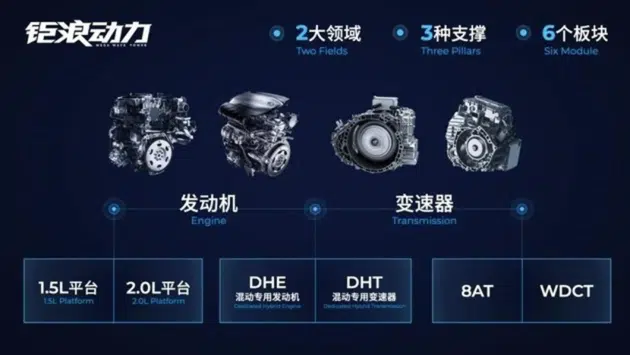 钜浪动力
MEGA WAVE POWER
2大领域
Two Fields
3种支撑
Three Pillars
6个板块
Six Module
发动机
Engine
变速器
Transmission
1.5L平台
1.5L Platform
2.0L平台
2.0L Platform
DHE
混动专用发动机
Dedicated Hybrid Engine
DHT
混动专用变速器
Dedicated Hybrid Transmission
8AT
WDCT